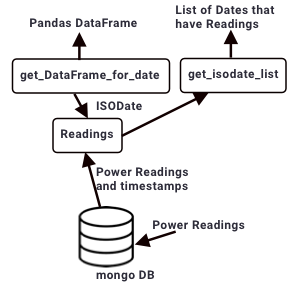 Pandas DataFrame
List of Dates that
have Readings
get_DataFrame_for_date
get_isodate_list
ISODate
Readings
Power Readings
and timestamps
Power Readings
mongo DB